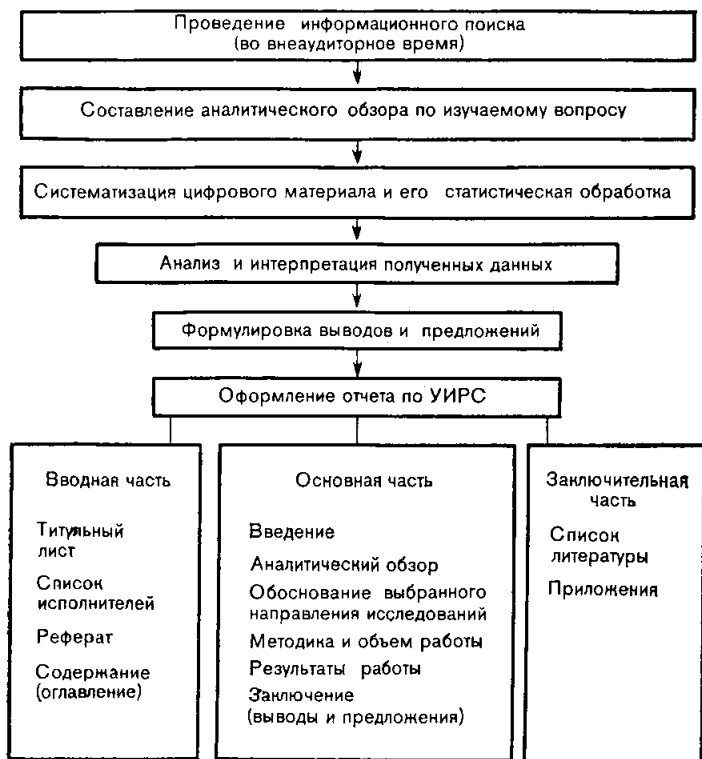 Проведение информационного поиска
(во внеаудиторное время)
Составление аналитического обзора по изучаемому вопросу
Систематизация цифрового материала и его статистическая обработка
Анализ и интерпретация полученных данных
Формулировка выводов и предложений
Оформление отчета по УИРС
Вводная часть
Титульный
лист
Список
исполнителей
Реферат
Содержание
(оглавление)
Основная часть
Введение
Аналитический обзор
Обоснование выбранного
направления исследований
Методика и объем работы
Результаты работы
Заключение
(выводы и предложения)
Заключительная
часть
Список
литературы
Приложения